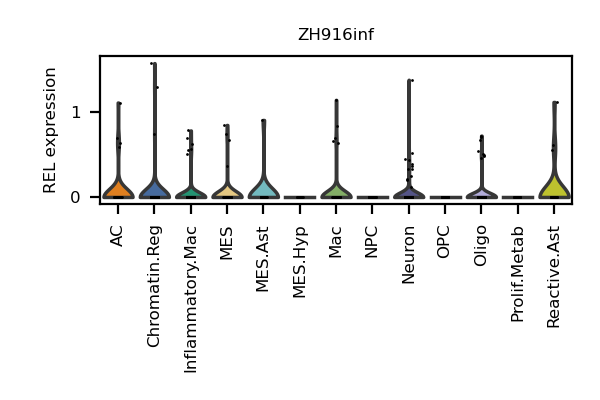 ZH916inf
REL expression
1
0
AC
Chromatin.Reg
Inflammatory.Mac
MES
MES.Ast
MES.Hyp
Mac
NPC
Neuron
OPC
Oligo
Prolif.Metab
Reactive.Ast